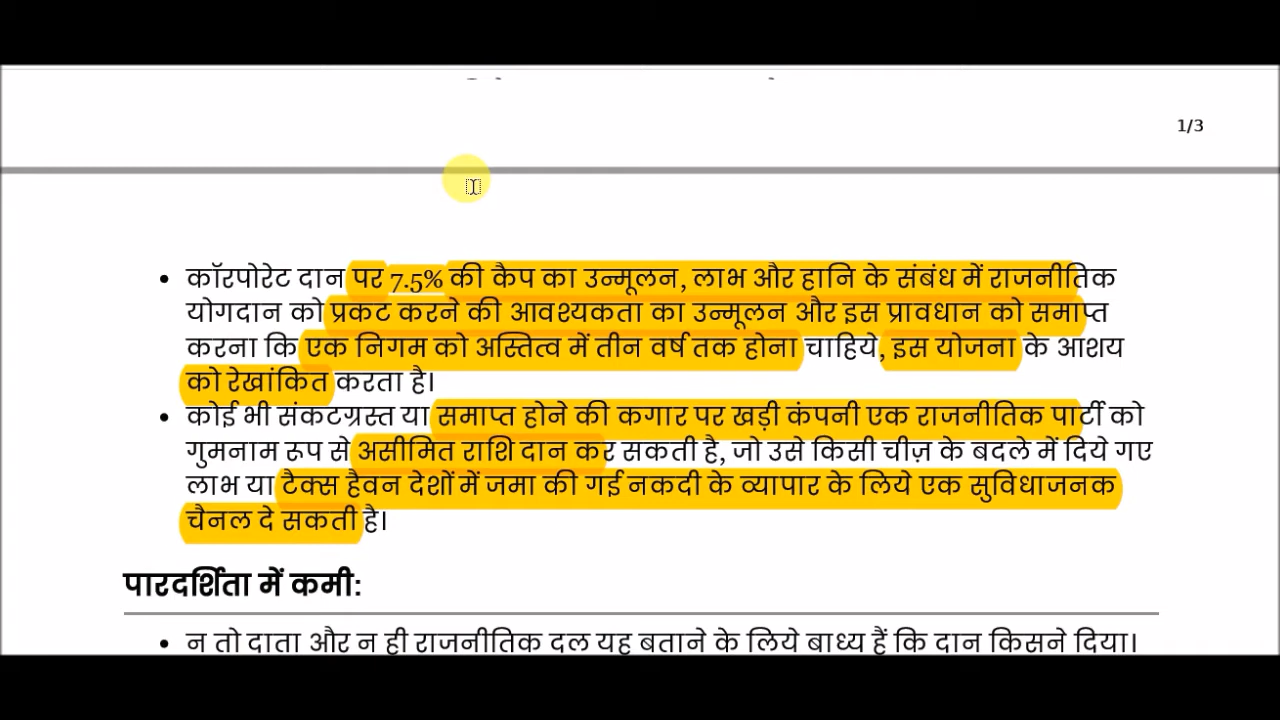 1/3
• कॉरपोरेट दान पर 7.5% की कैप का उन्मूलन, लाभ और हानि के संबंध में राजनीतिक
योगदान को प्रकट करने की आवश्यकता का उन्मूलन और इस प्रावधान को समाप्त
करना कि एक निगम को अस्तित्व में तीन वर्ष तक होना चाहिये, इस योजना के आशय
को रेखांकित करता है।
• कोई भी संकटग्रस्त या समाप्त होने की कगार पर खड़ी कंपनी एक राजनीतिक पार्टी को
गुमनाम रूप से असीमित राशि दान कर सकती है, जो उसे किसी चीज़ के बदले में दिये गए
लाभ या टैक्स हैवन देशों में जमा की गई नकदी के व्यापार के लिये एक सुविधाजनक
चैनल दे सकती है।
पारदर्शिता में कमी:
• न तो दाता और न ही राजनीतिक दल यह बताने के लिये बाध्य हैं कि दान किसने दिया।